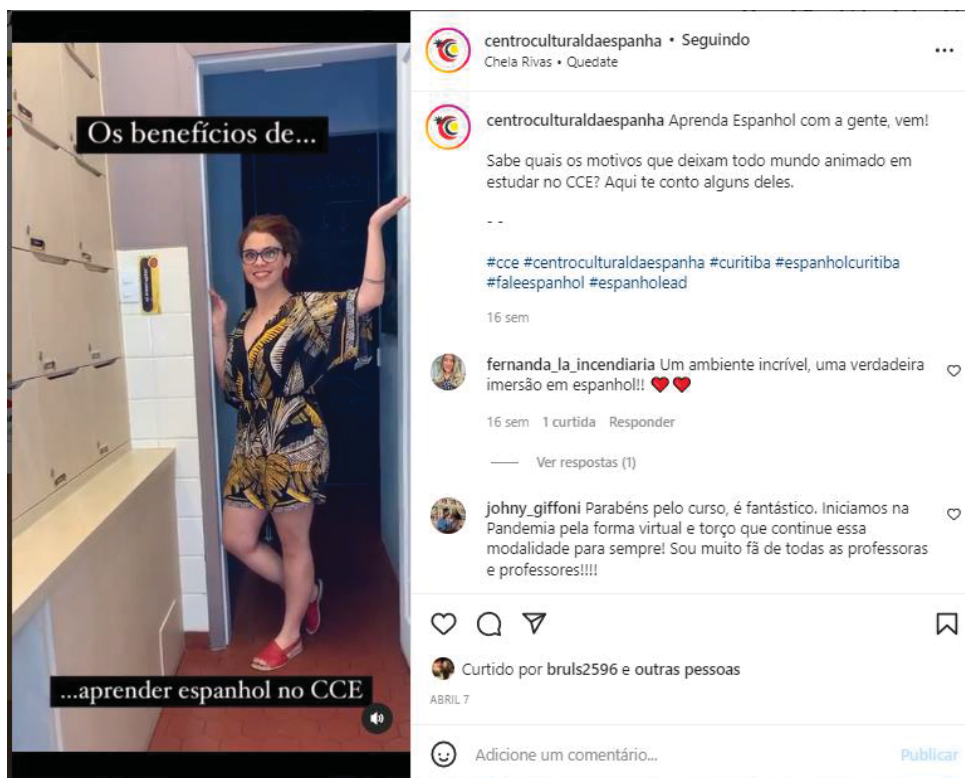 Os benefícios de...
...aprender espanhol no CCE
centroculturaldaespanha • Seguindo
Chela Rivas • Quedate
centroculturaldaespanha Aprenda Espanhol com a gente, vem!
Sabe quais os motivos que deixam todo mundo animado em
estudar no CCE? Aqui te conto alguns deles.
- -
#cce #centroculturaldaespanha #curitiba #espanholcuritiba
#faleespanhol #espanholead
16 sem
fernanda_la_incendiaria Um ambiente incrível, uma verdadeira
imersão em espanhol!! ❤️❤️
16 sem 1 curtida Responder
Ver respostas (1)
johny_giffoni Parabéns pelo curso, é fantástico. Iniciamos na
Pandemia pela forma virtual e torço que continue essa
modalidade para sempre! Sou muito fã de todas as professoras
e professores!!!!
Curtido por bruls2596 e outras pessoas
ABRIL 7
Adicione um comentário...
Publicar